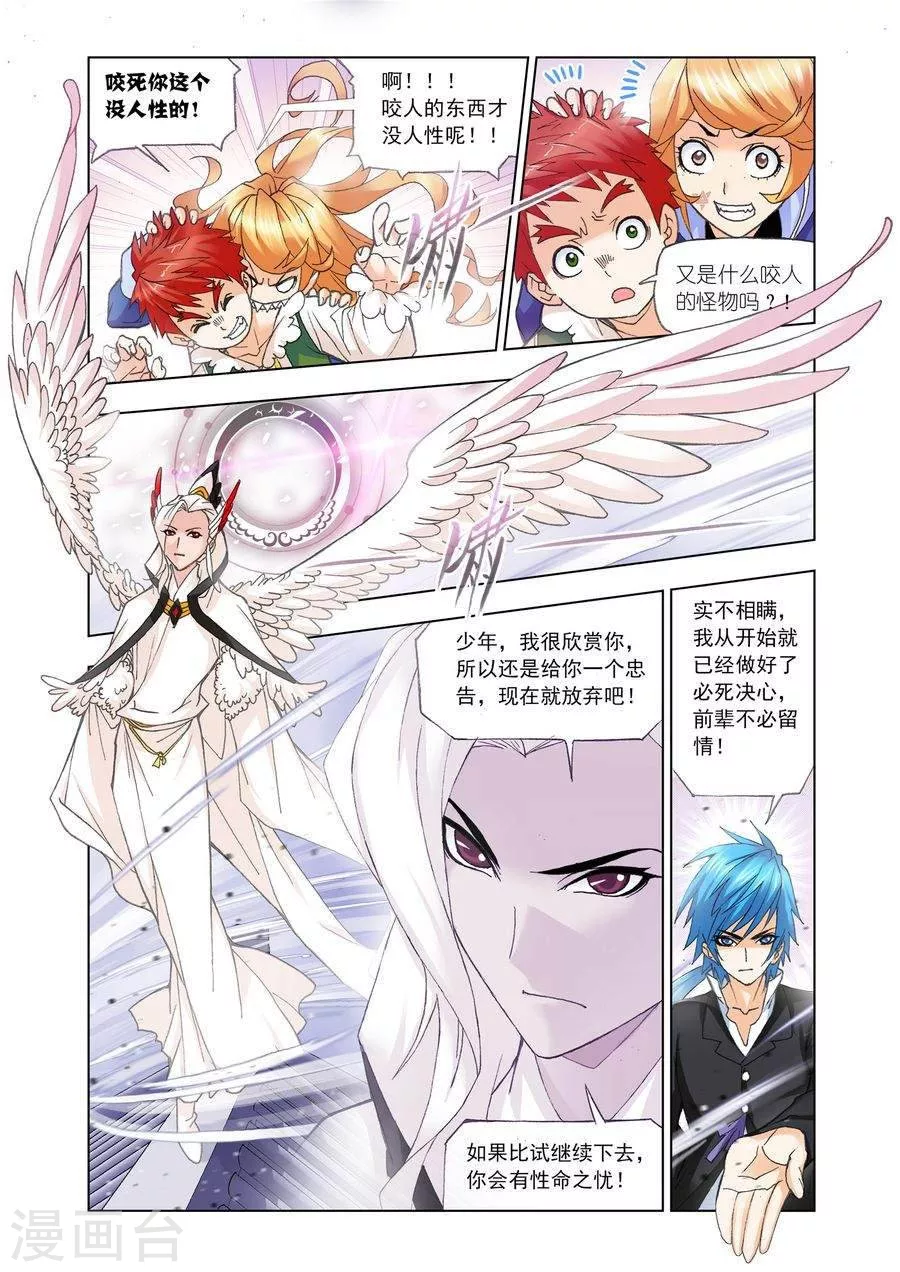 咬死你这个
没人性的！
啊！！！
咬人的东西才
没人性呢！！
啸
又是什么咬人
的怪物吗？！
啸
少年，我很欣赏你，
所以还是给你一个忠
告，现在就放弃吧！
实不相瞒，
我从开始就
已经做好了
必死决心，
前辈不必留
情！
如果比试继续下去，
你会有性命之忧！
漫画台